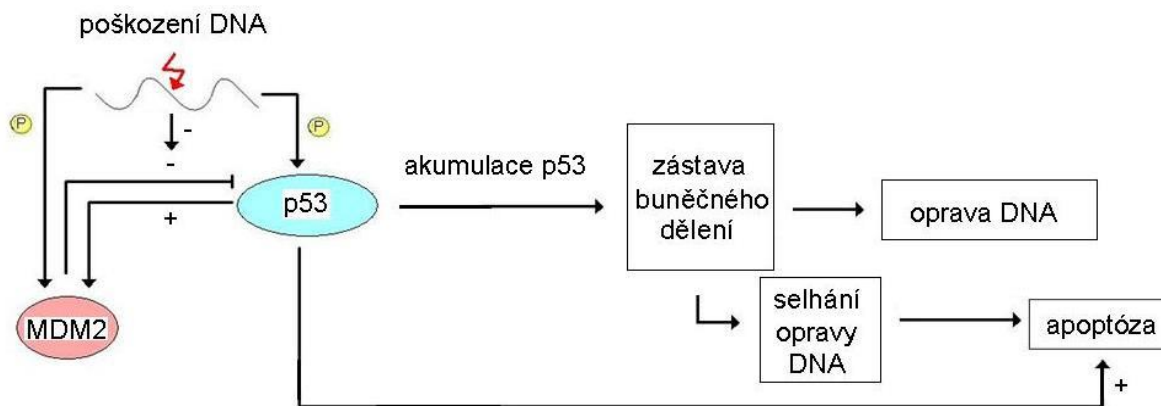 poškození DNA
P
P
-
-
+
p53
MDM2
akumulace p53
zástava
buněčného
dělení
oprava DNA
selhání
opravy
DNA
apoptóza
+